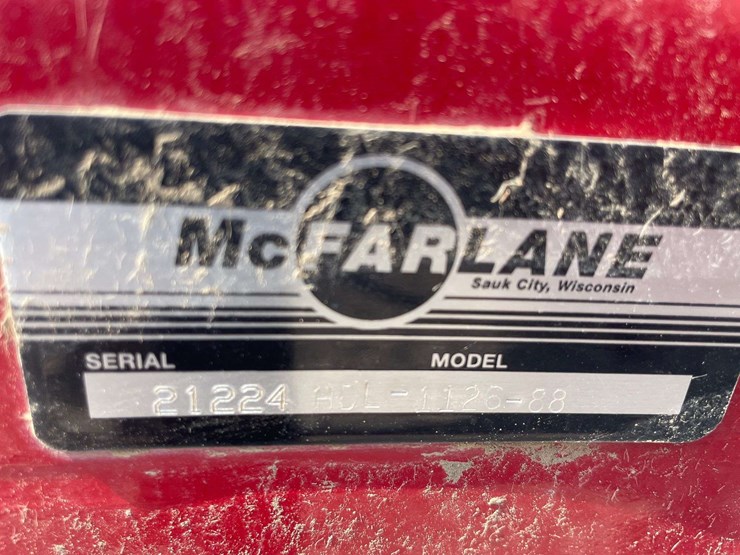 McFARLANE
Sauk City, Wisconsin
SERIAL MODEL
21224 HDL-1126-88